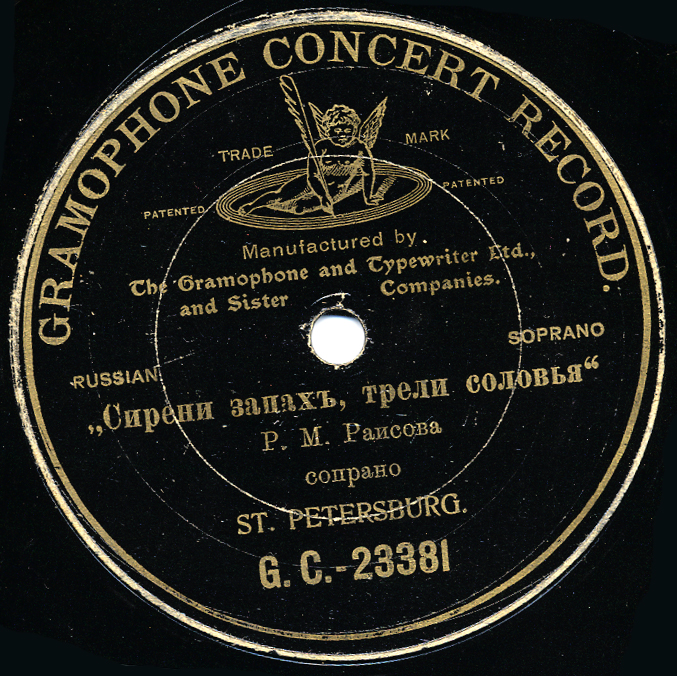 GRAMOPHONE CONCERT RECORD.
TRADE MARK
PATENTED PATENTED
Manufactured by
The Gramophone and Typewriter Ltd.,
and Sister Companies.
RUSSIAN SOPRANO
„Сирени запахъ, трели соловья“
Р. М. Раисова
сопрано
ST. PETERSBURG.
G. C.-23381